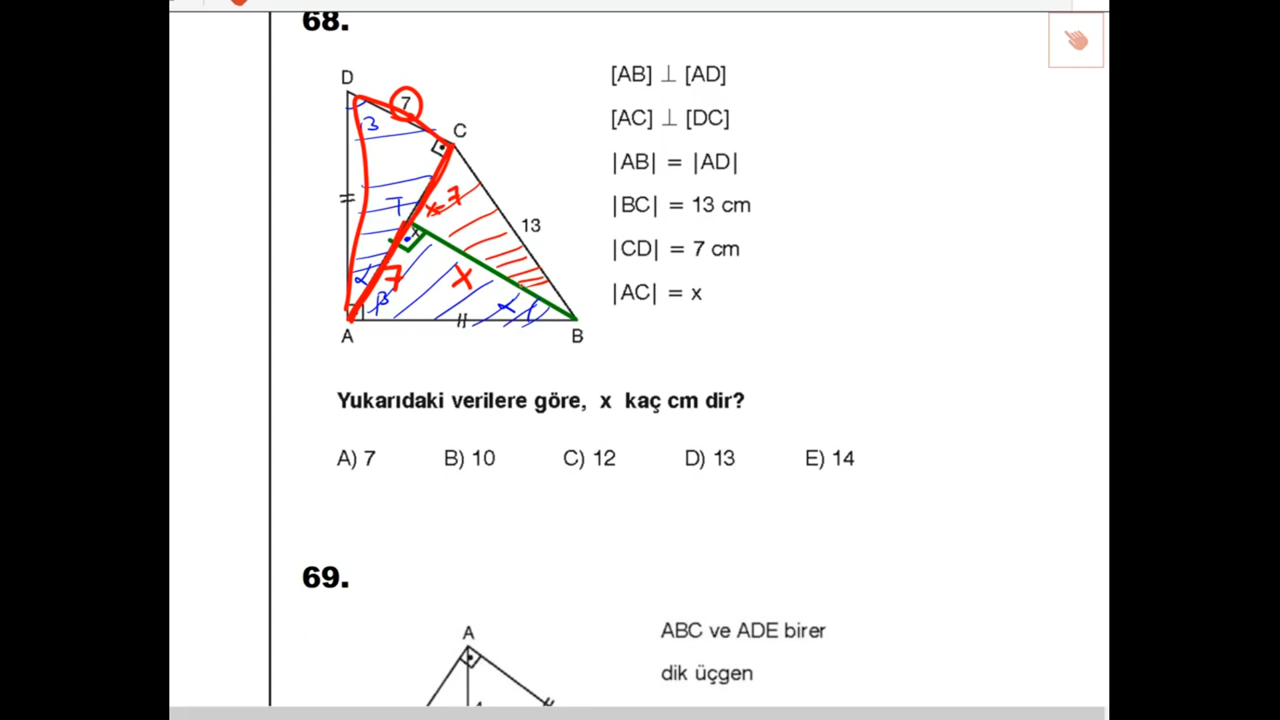 68.
D
7
C
β
T
x-7
x
13
7
x
α
β
α
A
B
[AB] ⊥ [AD]
[AC] ⊥ [DC]
|AB| = |AD|
|BC| = 13 cm
|CD| = 7 cm
|AC| = x
Yukarıdaki verilere göre, x kaç cm dir?
A) 7 B) 10 C) 12 D) 13 E) 14
69.
A
ABC ve ADE birer
dik üçgen